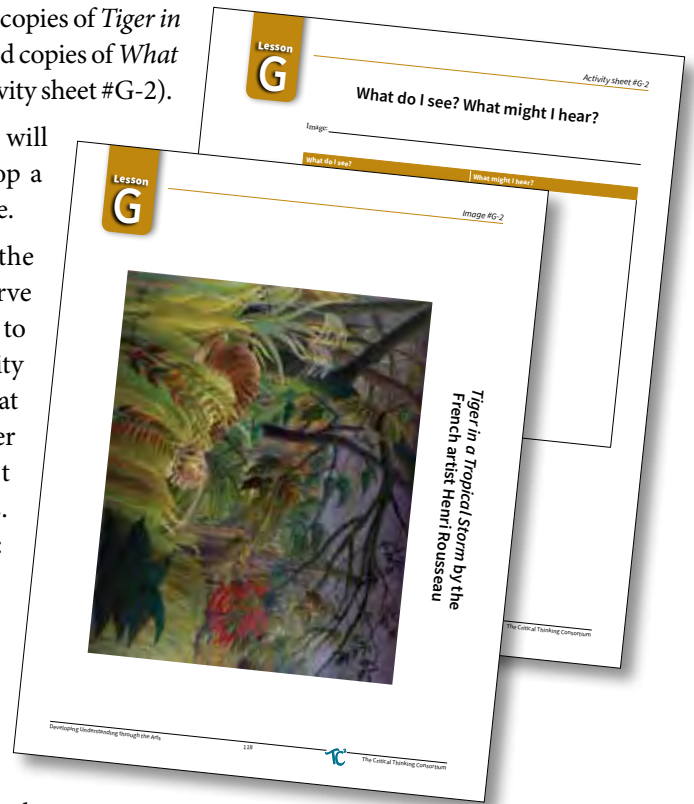 copies of Tiger in
d copies of What
vity sheet #G-2).
will
op a
e.
the
rve
to
ity
at
er
t
.
:
Lesson
G
Activity sheet #G-2
What do I see? What might I hear?
Image:
What do I see?
What might I hear?
The Critical Thinking Consortium
Lesson
G
Image #G-2
Tiger in a Tropical Storm by the
French artist Henri Rousseau
Developing Understanding through the Arts
118
TC²
The Critical Thinking Consortium